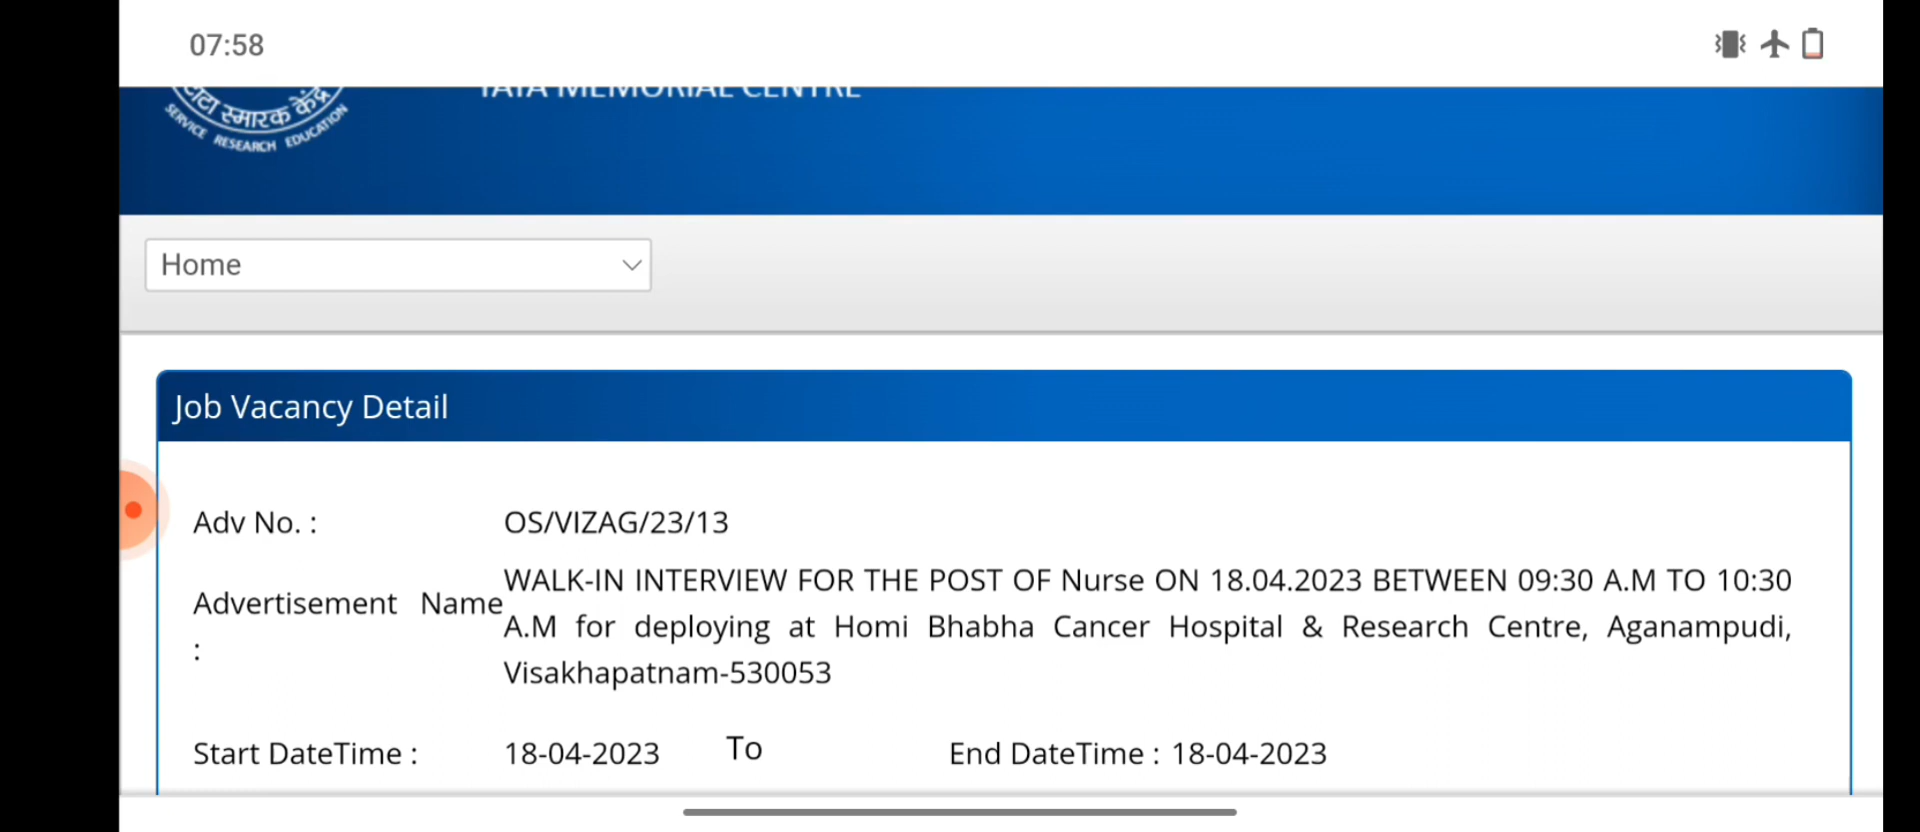 07:58
TATA MEMORIAL CENTRE
टाटा स्मारक केंद्र
SERVICE RESEARCH EDUCATION
Home
Job Vacancy Detail
Adv No. : OS/VIZAG/23/13
Advertisement Name :
WALK-IN INTERVIEW FOR THE POST OF Nurse ON 18.04.2023 BETWEEN 09:30 A.M TO 10:30
A.M for deploying at Homi Bhabha Cancer Hospital & Research Centre, Aganampudi,
Visakhapatnam-530053
Start DateTime : 18-04-2023 To End DateTime : 18-04-2023